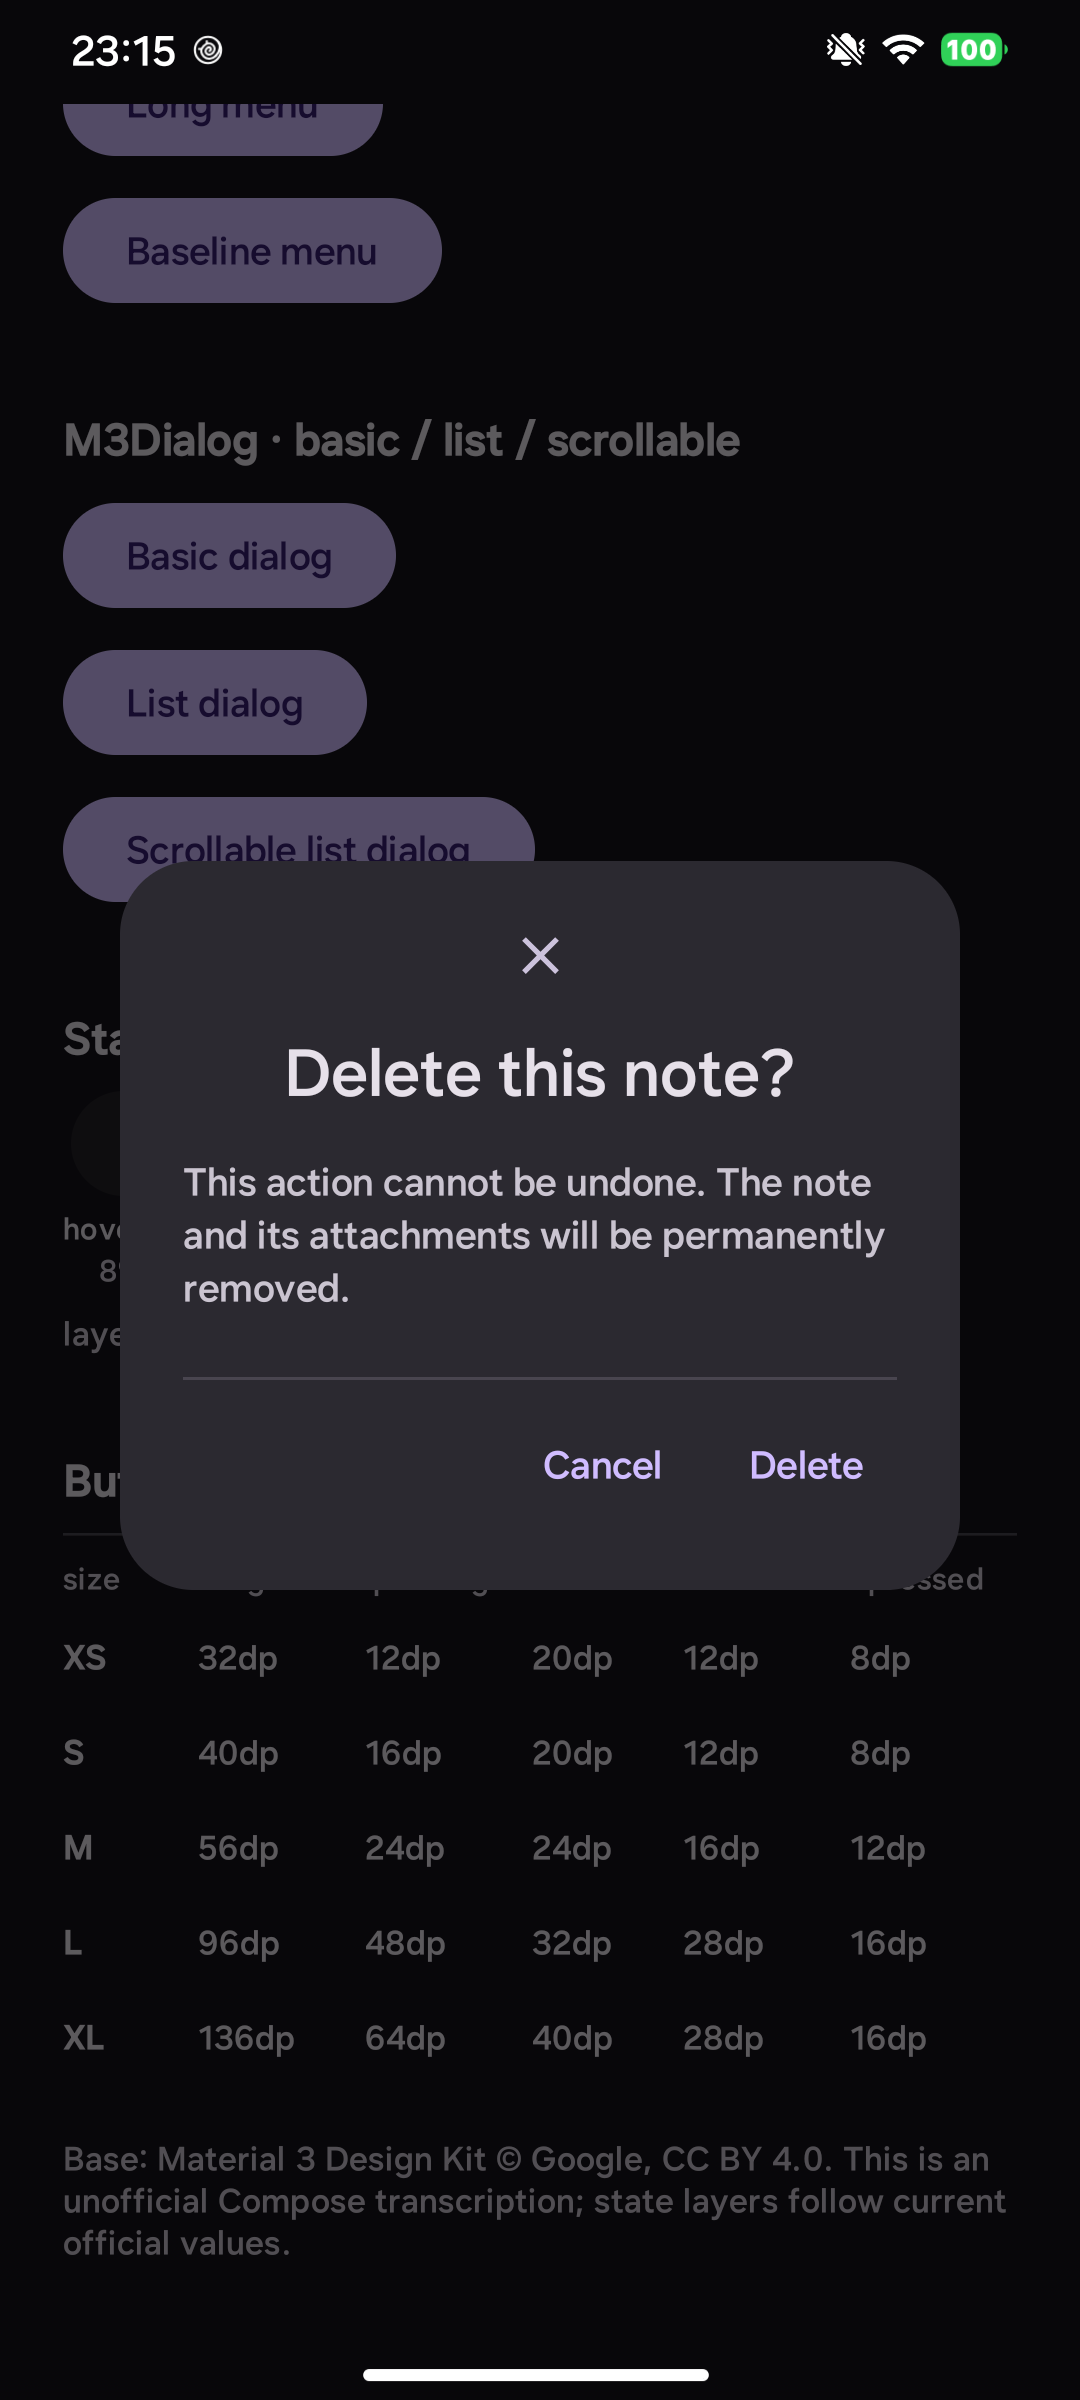 23:15
100
Long menu
Baseline menu
M3Dialog · basic / list / scrollable
Basic dialog
List dialog
Scrollable list dialog
Delete this note?
This action cannot be undone. The note
and its attachments will be permanently
removed.
Cancel Delete
size
XS 32dp 12dp 20dp 12dp 8dp
S 40dp 16dp 20dp 12dp 8dp
M 56dp 24dp 24dp 16dp 12dp
L 96dp 48dp 32dp 28dp 16dp
XL 136dp 64dp 40dp 28dp 16dp
Base: Material 3 Design Kit © Google, CC BY 4.0. This is an
unofficial Compose transcription; state layers follow current
official values.